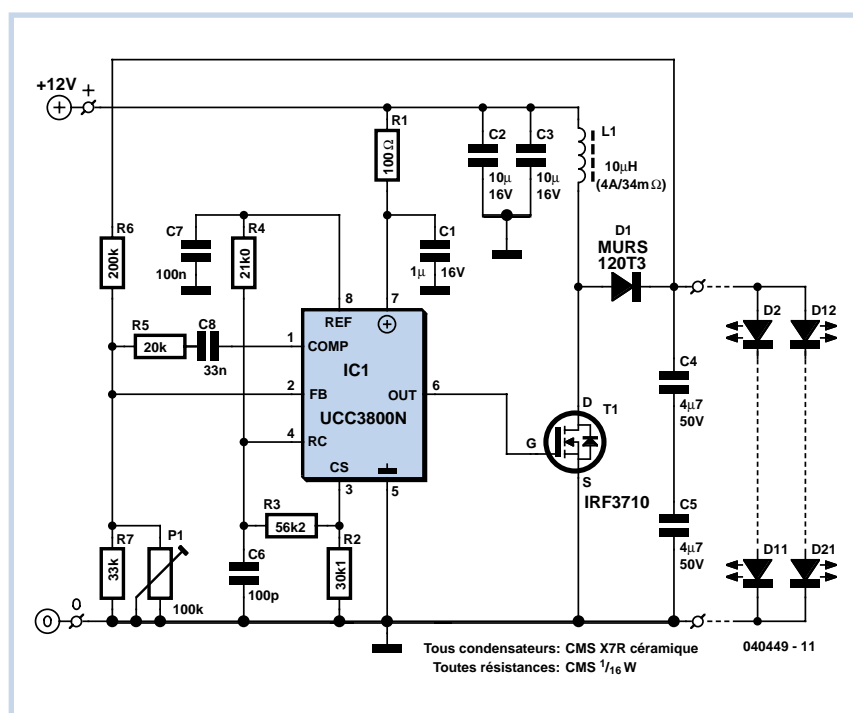 +12V
+
R1
100Ω
C2
10µ
16V
C3
10µ
16V
L1
10µH
(4A/34mΩ)
R6
200k
C7
100n
R4
21k0
C1
1µ 16V
D1
MURS
120T3
D2
D12
8
7
REF
R5
20k
C8
33n
1
COMP
IC1
2
FB
OUT
6
UCC3800N
4
RC
CS
3
5
D
T1
G
S
IRF3710
C4
4µ7
50V
C5
4µ7
50V
R3
56k2
R7
33k
P1
100k
C6
100p
R2
30k1
D11
D21
0
0
Tous condensateurs: CMS X7R céramique
Toutes résistances: CMS 1/16 W
040449 - 11